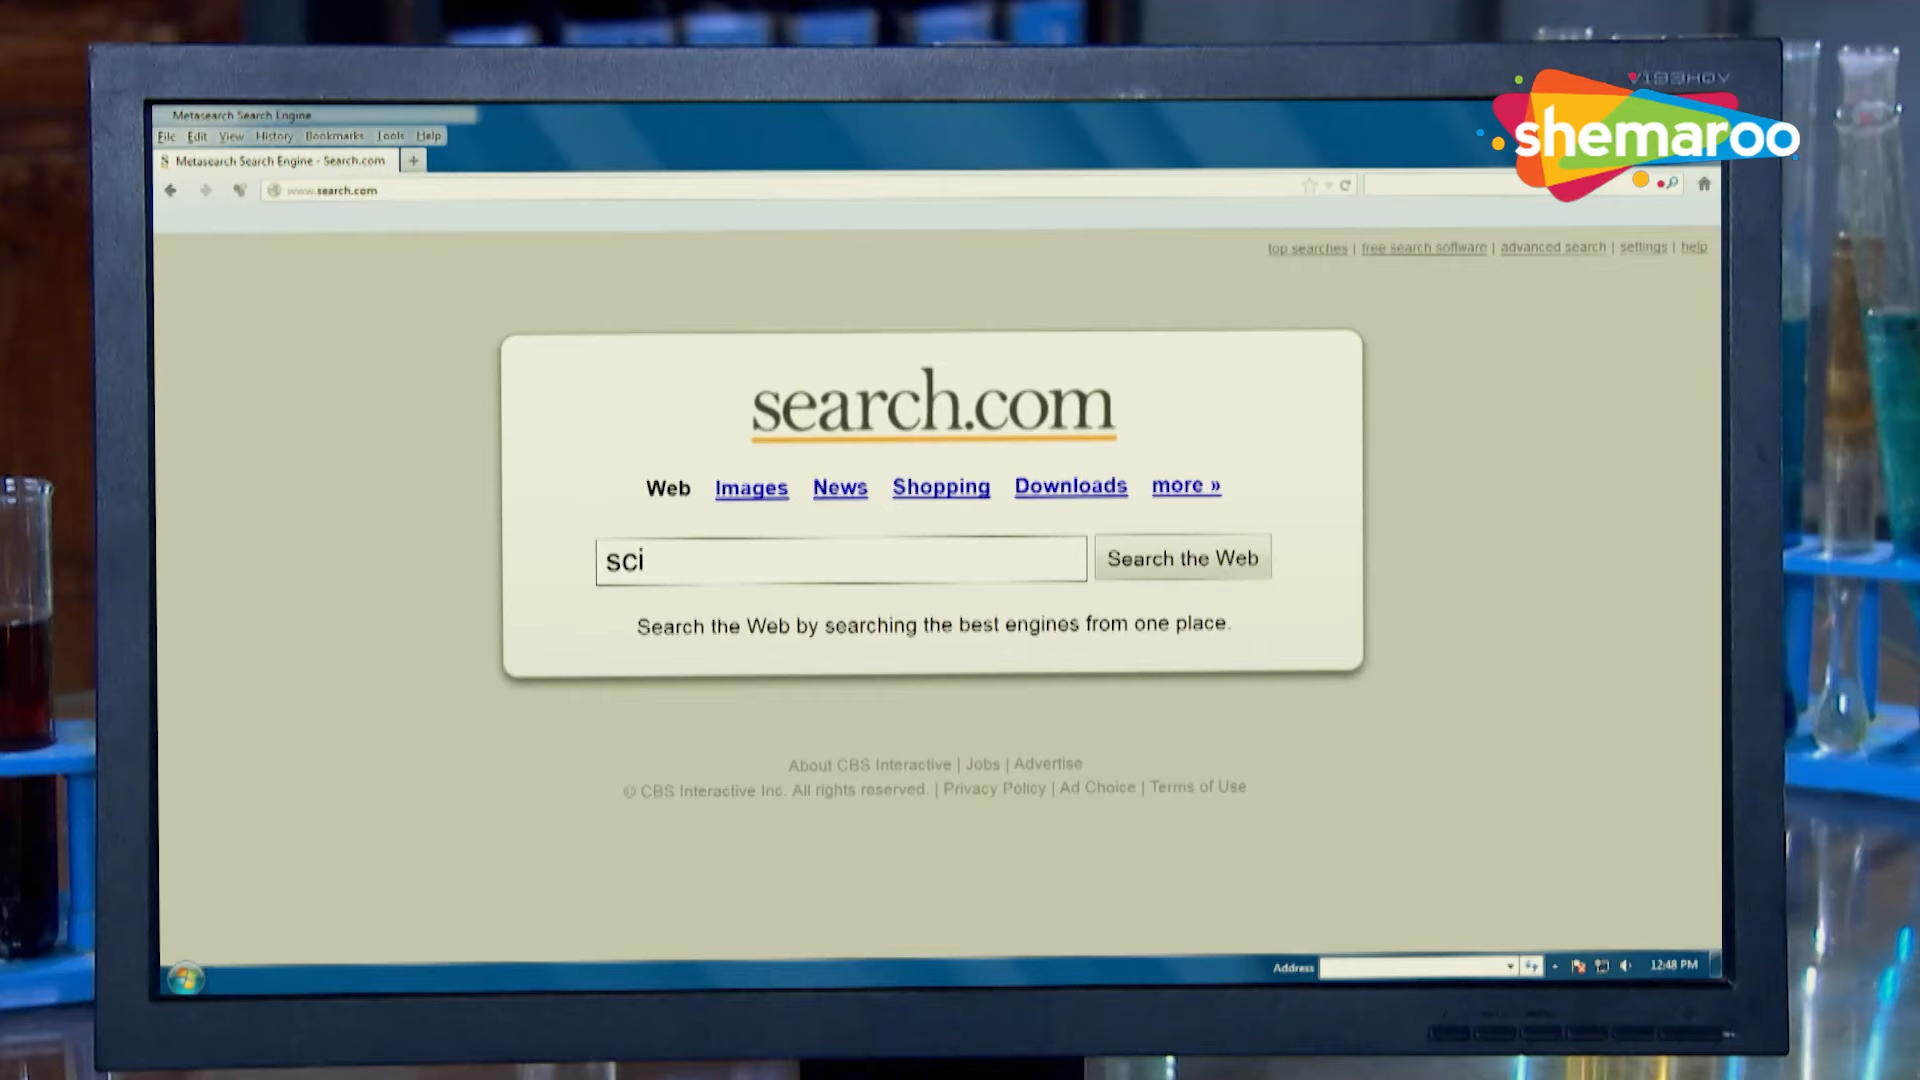 V193HQV
shemaroo
Metasearch Search Engine
File Edit View History Bookmarks Tools Help
Metasearch Search Engine - Search.com +
www.search.com
top searches | free search software | advanced search | settings | help
search.com
Web Images News Shopping Downloads more »
sci Search the Web
Search the Web by searching the best engines from one place.
About CBS Interactive | Jobs | Advertise
© CBS Interactive Inc. All rights reserved. | Privacy Policy | Ad Choice | Terms of Use
Address 12:48 PM